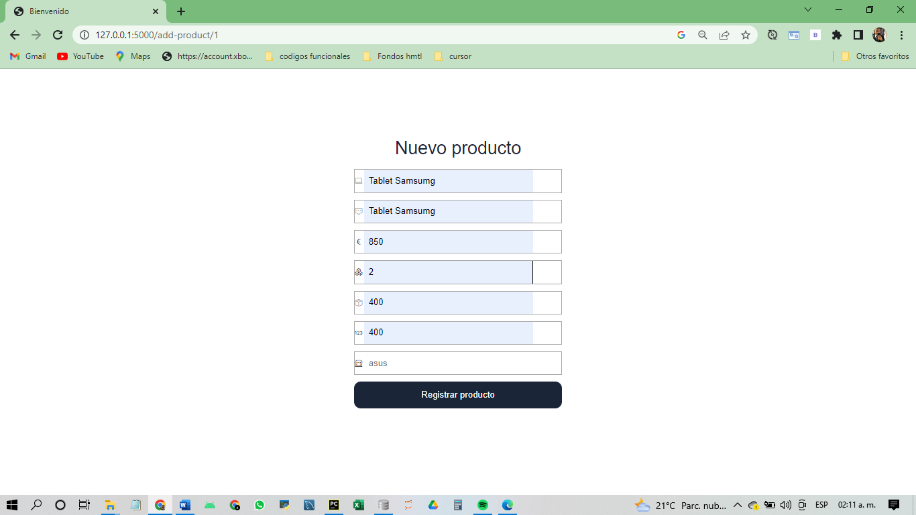 Bienvenido
127.0.0.1:5000/add-product/1
Gmail
YouTube
Maps
https://account.xbo...
codigos funcionales
Fondos hmtl
cursor
Otros favoritos
Nuevo producto
Tablet Samsumg
Tablet Samsumg
€ 850
2
400
123 400
asus
Registrar producto
21°C Parc. nub... ESP 02:11 a. m.